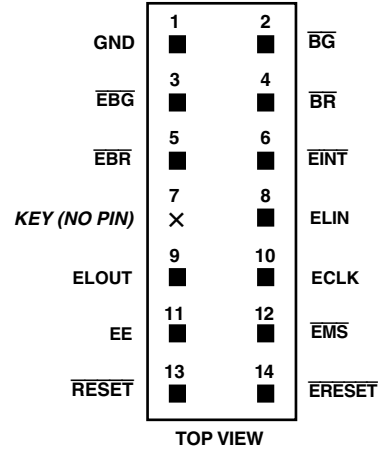 1 2
GND BG
3 4
EBG BR
5 6
EBR EINT
7 8
KEY (NO PIN) ELIN
9 10
ELOUT ECLK
11 12
EE EMS
13 14
RESET ERESET
TOP VIEW